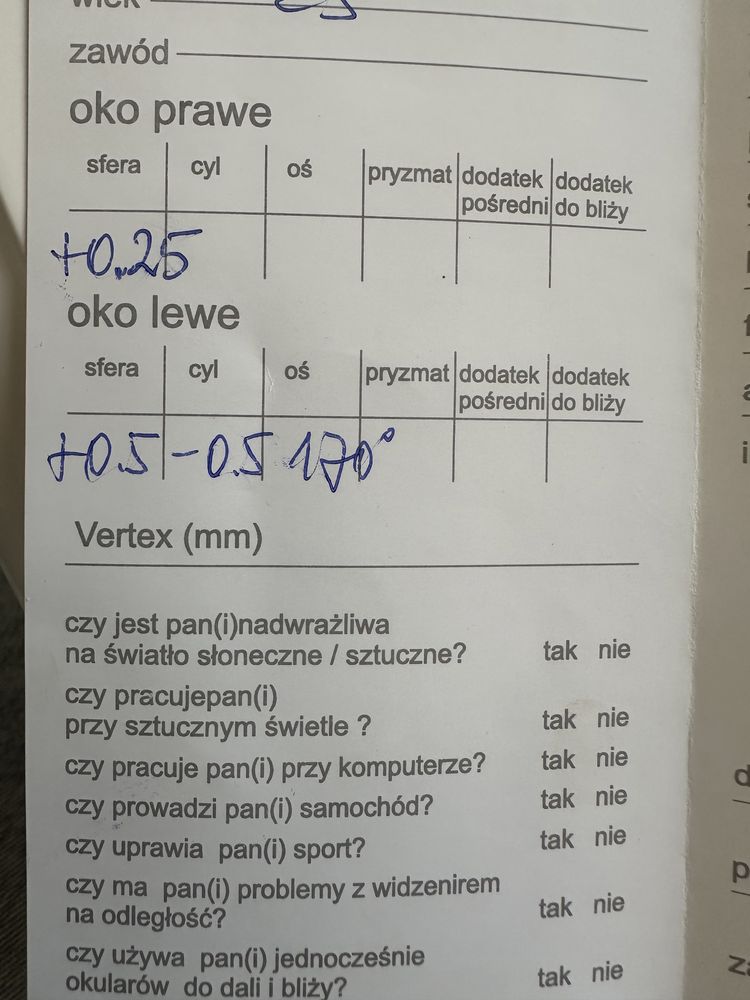 wiek
zawód
oko prawe
sfera cyl oś pryzmat dodatek pośredni dodatek do bliży
+0.25
oko lewe
sfera cyl oś pryzmat dodatek pośredni dodatek do bliży
+0.5 -0.5 170°
Vertex (mm)
czy jest pan(i)nadwrażliwa
na światło słoneczne / sztuczne? tak nie
czy pracujepan(i)
przy sztucznym świetle ? tak nie
czy pracuje pan(i) przy komputerze? tak nie
czy prowadzi pan(i) samochód? tak nie
czy uprawia pan(i) sport? tak nie
czy ma pan(i) problemy z widzenirem
na odległość? tak nie
czy używa pan(i) jednocześnie
okularów do dali i bliży? tak nie